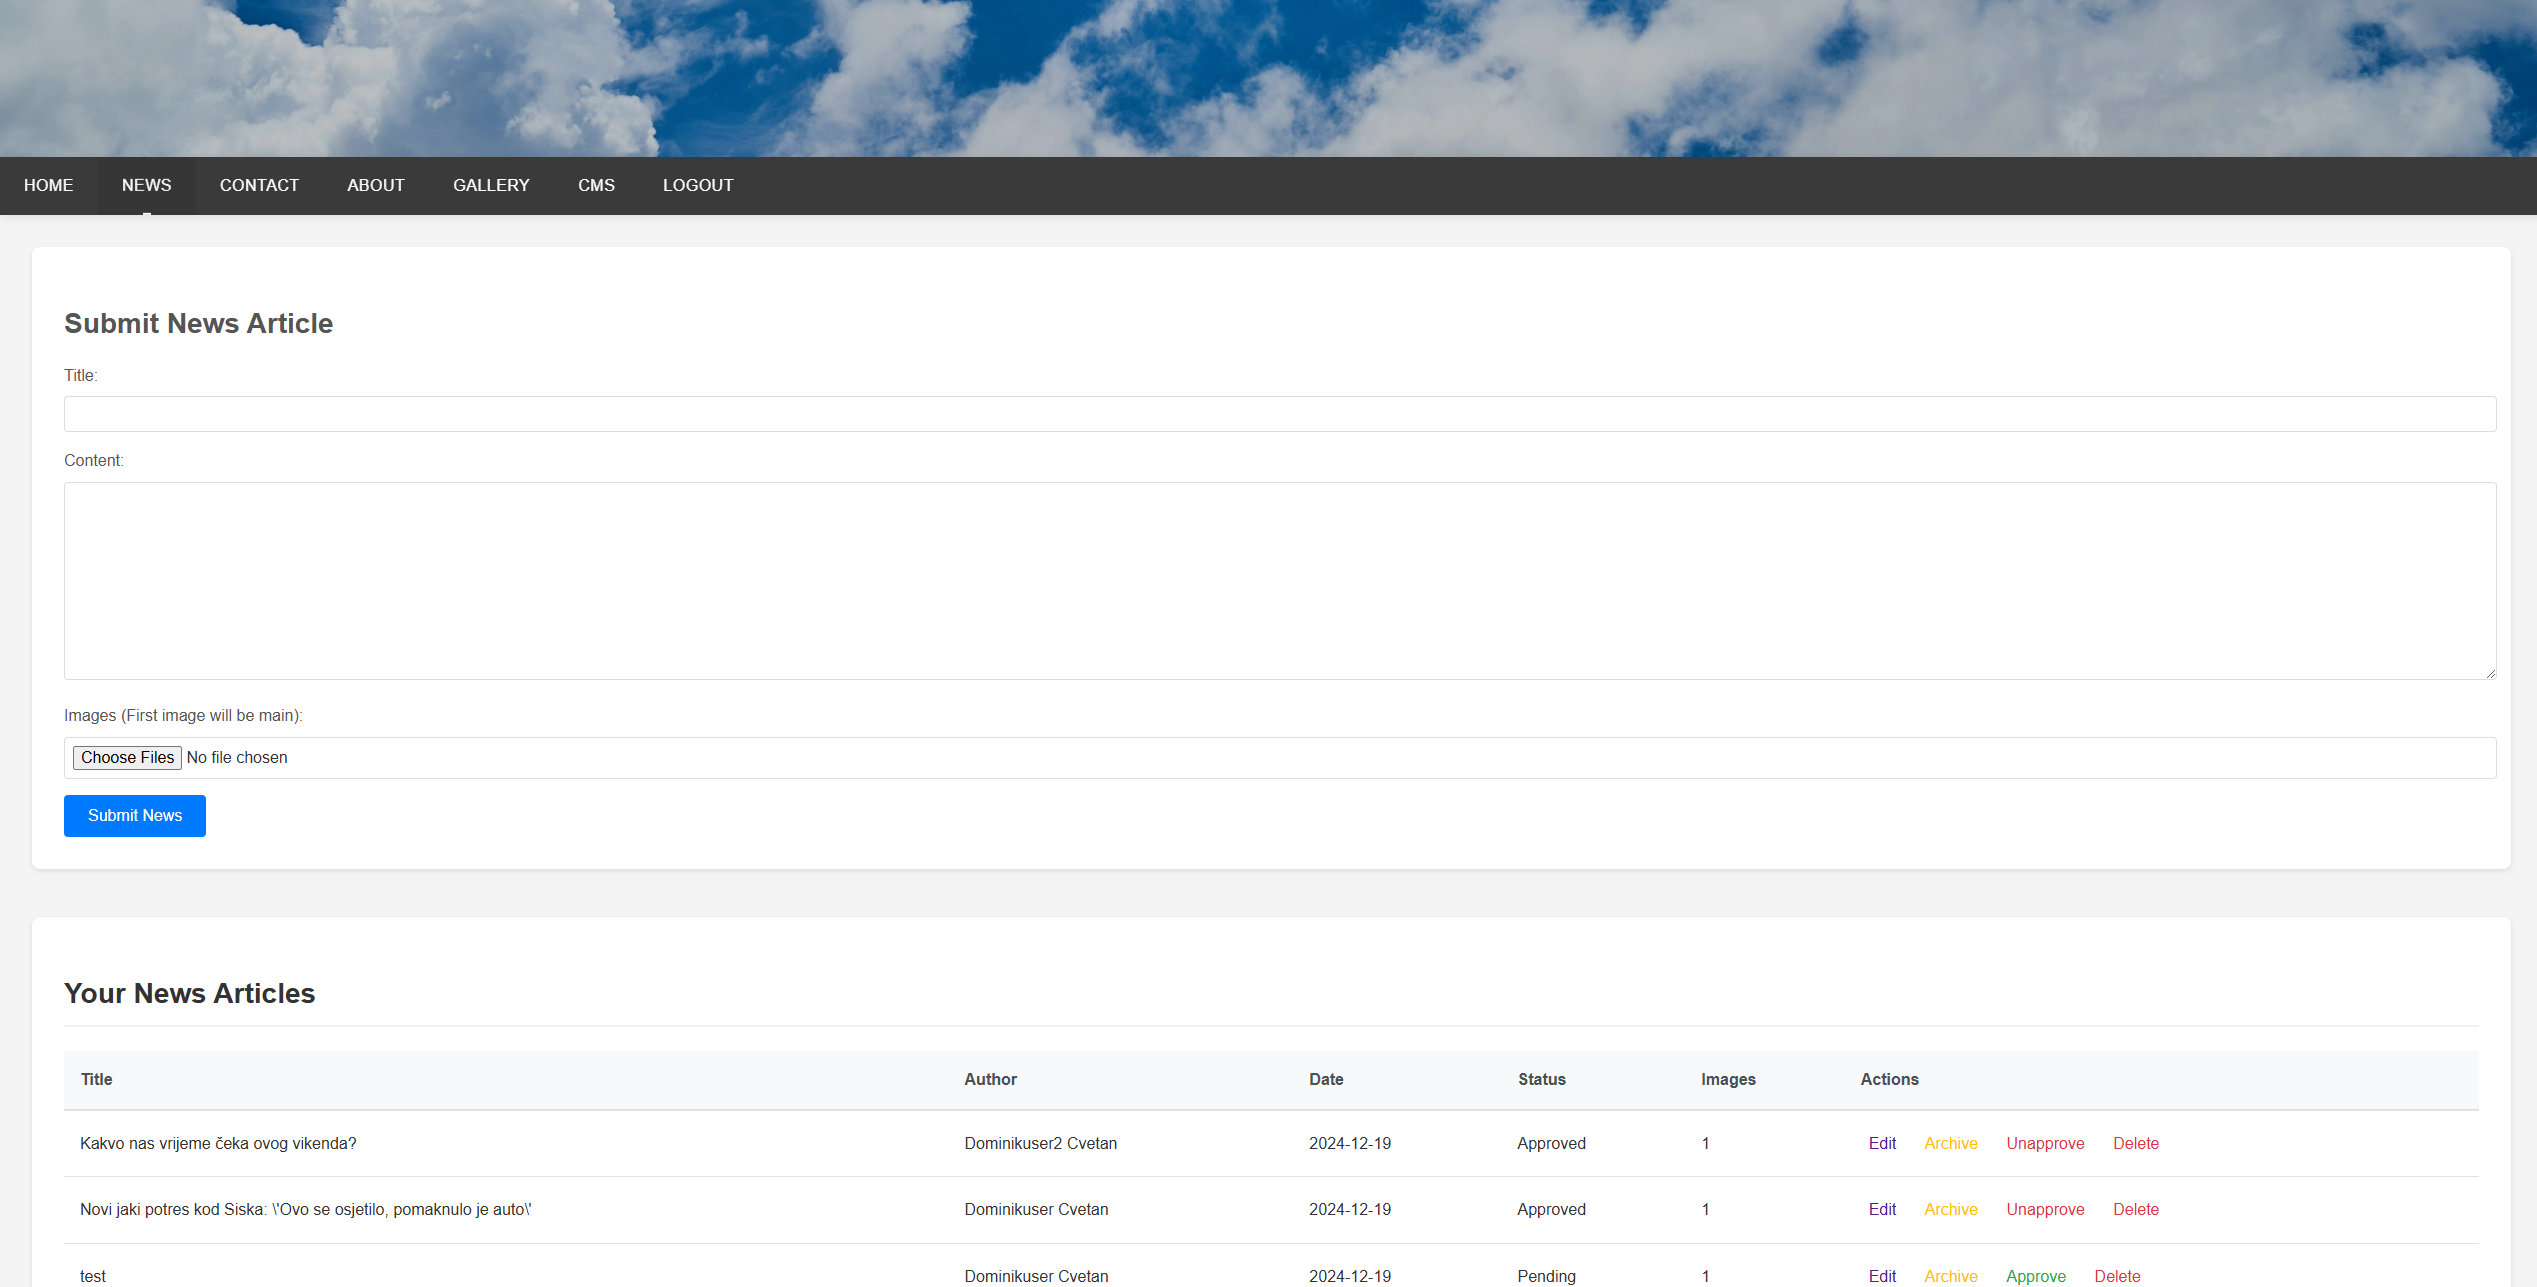 HOME NEWS CONTACT ABOUT GALLERY CMS LOGOUT
Submit News Article
Title:
Content:
Images (First image will be main):
Choose Files No file chosen
Submit News
Your News Articles
Title Author Date Status Images Actions
Kakvo nas vrijeme čeka ovog vikenda? Dominikuser2 Cvetan 2024-12-19 Approved 1 Edit Archive Unapprove Delete
Novi jaki potres kod Siska: \'Ovo se osjetilo, pomaknulo je auto\' Dominikuser Cvetan 2024-12-19 Approved 1 Edit Archive Unapprove Delete
test Dominikuser Cvetan 2024-12-19 Pending 1 Edit Archive Approve Delete